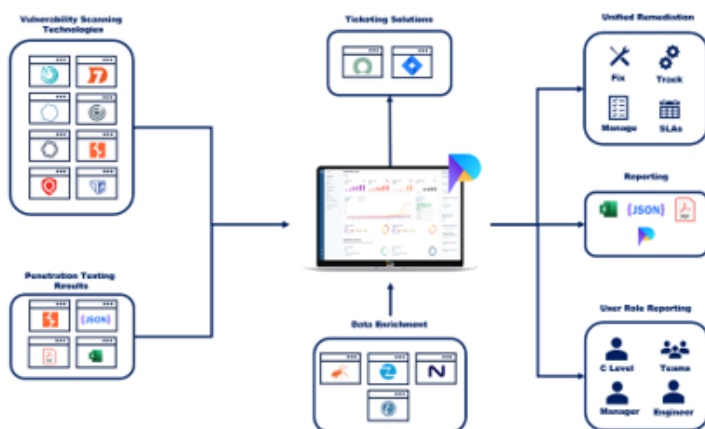 Vulnerability Scanning
Technologies
Ticketing Solutions
Unified Remediation
Fix
Track
Manage
SLAs
Reporting
{JSON}
PDF
Penetration Testing
Results
{JSON}
Data Enrichment
User Role Reporting
C Level
Teams
Manager
Engineer